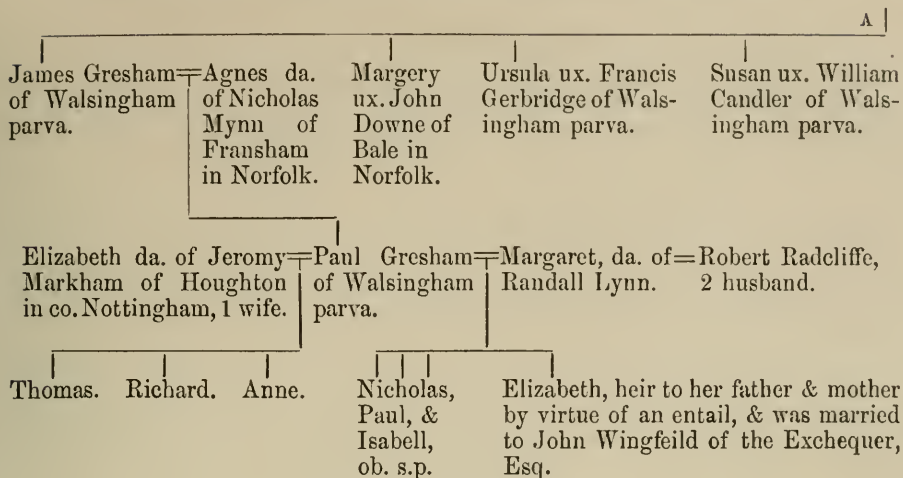 A
James Gresham
of Walsingham
parva.
Agnes da.
of Nicholas
Mynn of
Fransham
in Norfolk.
Margery
ux. John
Downe of
Bale in
Norfolk.
Ursula ux. Francis
Gerbridge of Wals-
ingham parva.
Susan ux. William
Candler of Wals-
ingham parva.
Elizabeth da. of Jeromy
Markham of Houghton
in co. Nottingham, 1 wife.
Paul Gresham
of Walsingham
parva.
Margaret, da. of
Randall Lynn.
Robert Radcliffe,
2 husband.
Thomas.
Richard.
Anne.
Nicholas,
Paul, &
Isabell,
ob. s.p.
Elizabeth, heir to her father & mother
by virtue of an entail, & was married
to John Wingfeild of the Exchequer,
Esq.